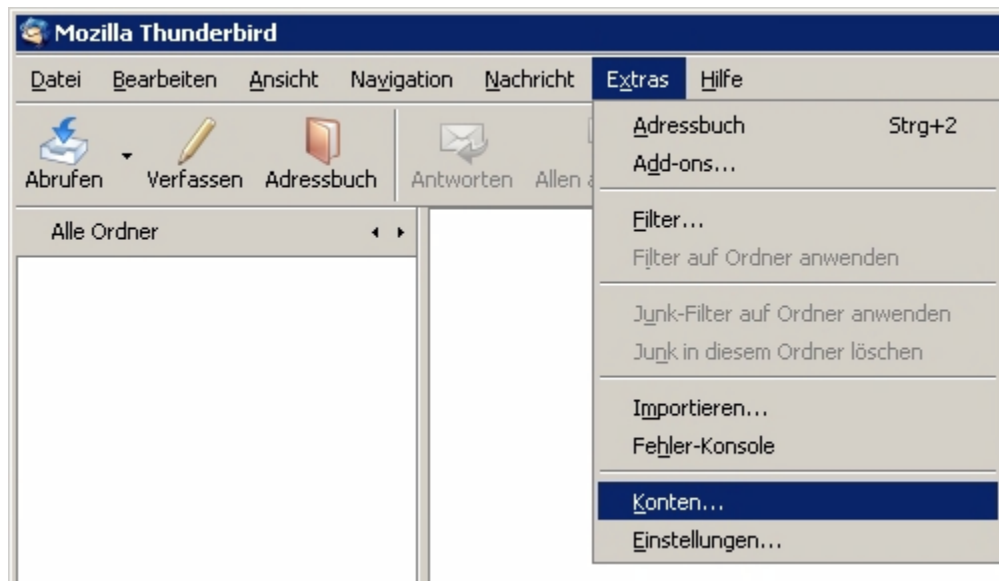 Mozilla Thunderbird
Datei Bearbeiten Ansicht Navigation Nachricht Extras Hilfe
Abrufen Verfassen Adressbuch Antworten Allen
Alle Ordner
Adressbuch Strg+2
Add-ons...
Filter...
Filter auf Ordner anwenden
Junk-Filter auf Ordner anwenden
Junk in diesem Ordner löschen
Importieren...
Fehler-Konsole
Konten...
Einstellungen...